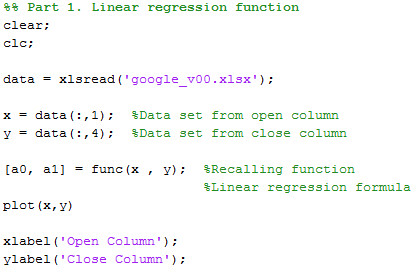 %% Part 1. Linear regression function
clear;
clc;
data = xlsread('google_v00.xlsx');
x = data(:,1);  %Data set from open column
y = data(:,4);  %Data set from close column
[a0, a1] = func(x , y);  %Recalling function
%Linear regression formula
plot(x,y)
xlabel('Open Column');
ylabel('Close Column');